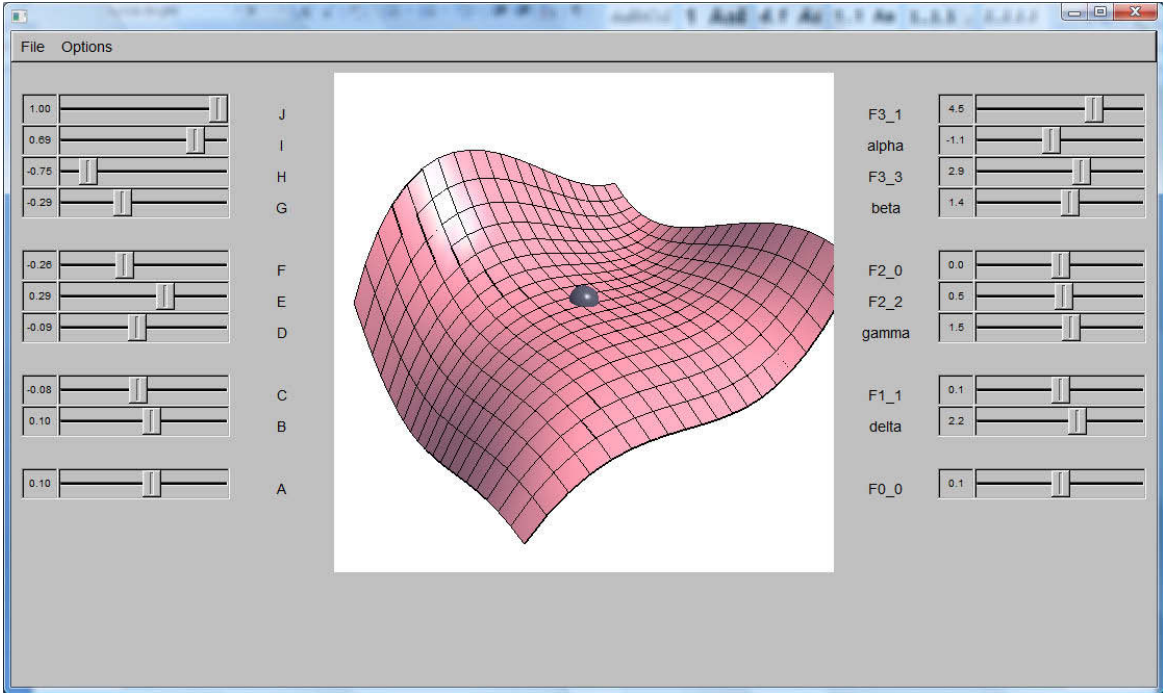 File Options
1.00 J F3_1 4.5
0.69 I alpha -1.1
-0.75 H F3_3 2.9
-0.29 G beta 1.4
-0.26 F F2_0 0.0
0.29 E F2_2 0.5
-0.09 D gamma 1.5
-0.08 C F1_1 0.1
0.10 B delta 2.2
0.10 A F0_0 0.1